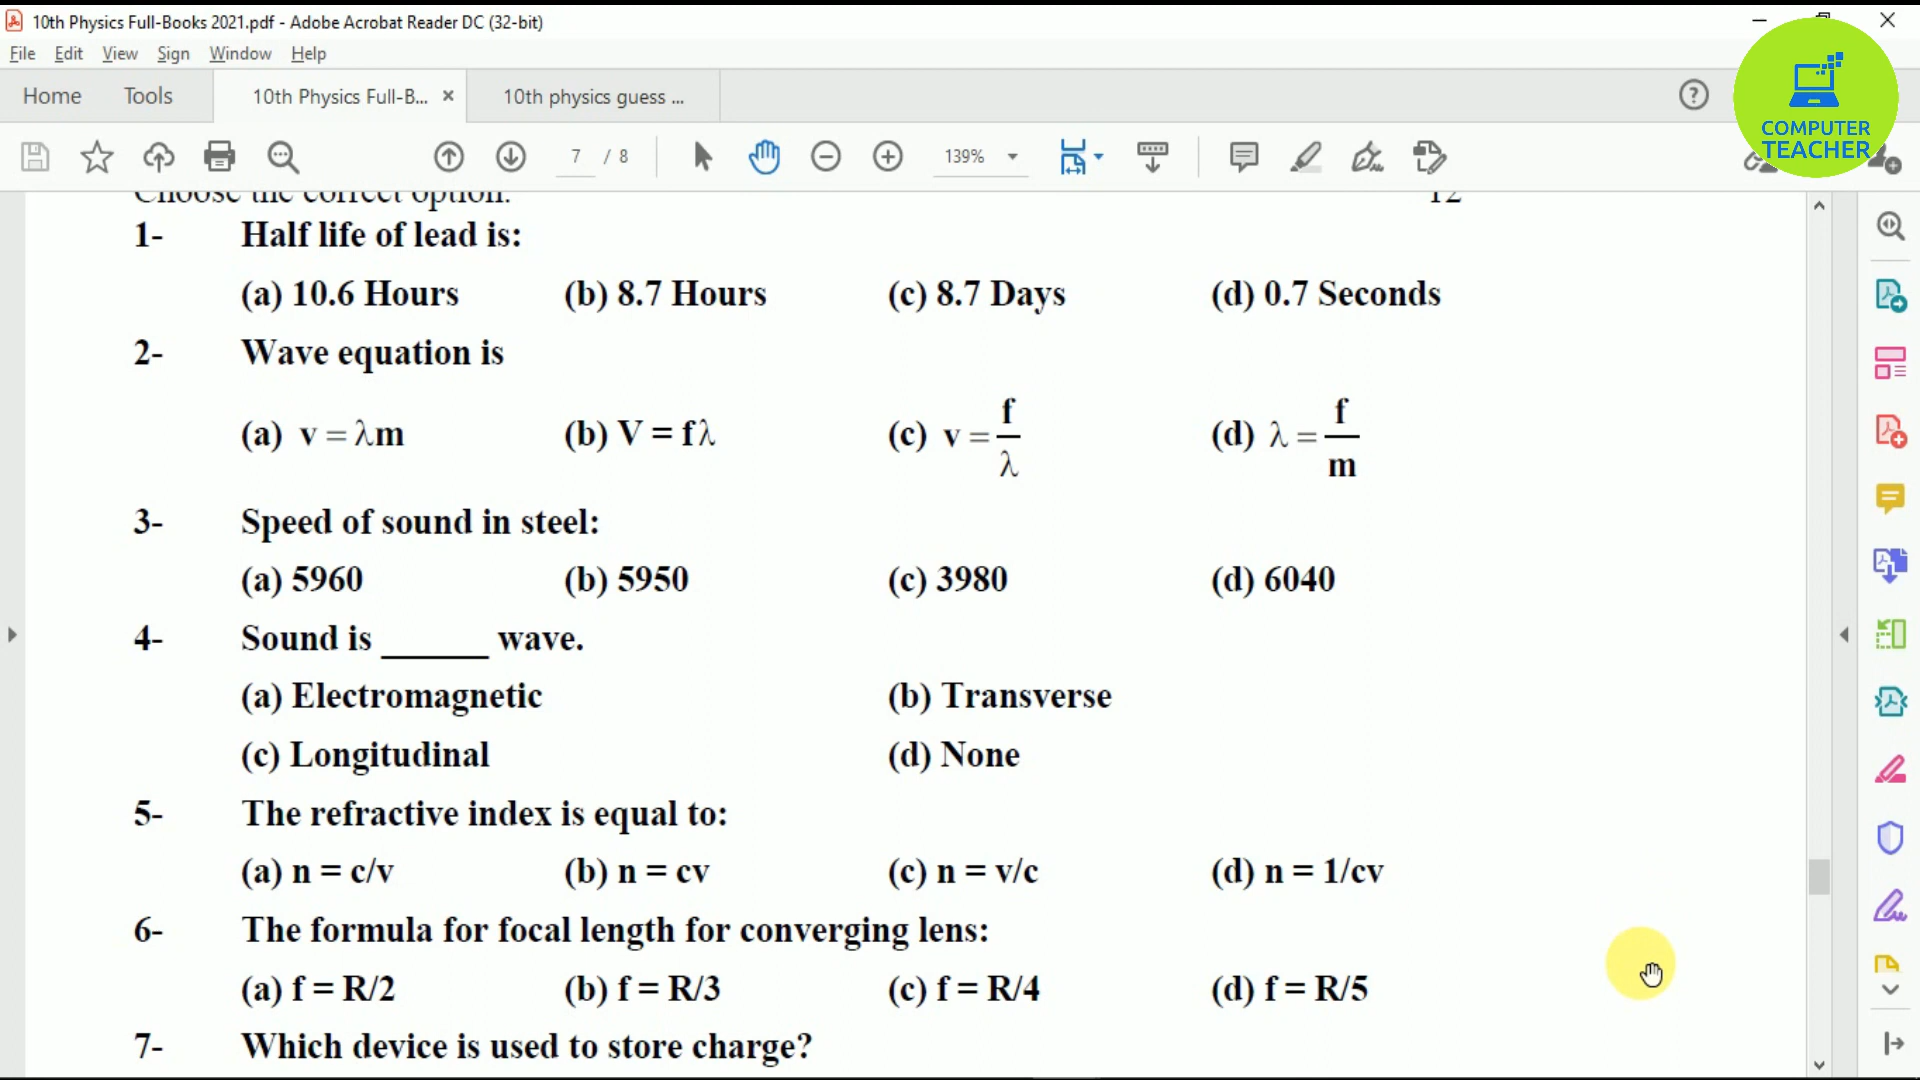 10th Physics Full-Books 2021.pdf - Adobe Acrobat Reader DC (32-bit)
File Edit View Sign Window Help
Home Tools 10th Physics Full-B... × 10th physics guess ...
COMPUTER
TEACHER
7 / 8 139%
Choose the correct option. 12
1- Half life of lead is:
(a) 10.6 Hours (b) 8.7 Hours (c) 8.7 Days (d) 0.7 Seconds
2- Wave equation is
(a) v = λm (b) V = fλ (c) v = f/λ (d) λ = f/m
3- Speed of sound in steel:
(a) 5960 (b) 5950 (c) 3980 (d) 6040
4- Sound is ______ wave.
(a) Electromagnetic (b) Transverse
(c) Longitudinal (d) None
5- The refractive index is equal to:
(a) n = c/v (b) n = cv (c) n = v/c (d) n = 1/cv
6- The formula for focal length for converging lens:
(a) f = R/2 (b) f = R/3 (c) f = R/4 (d) f = R/5
7- Which device is used to store charge?